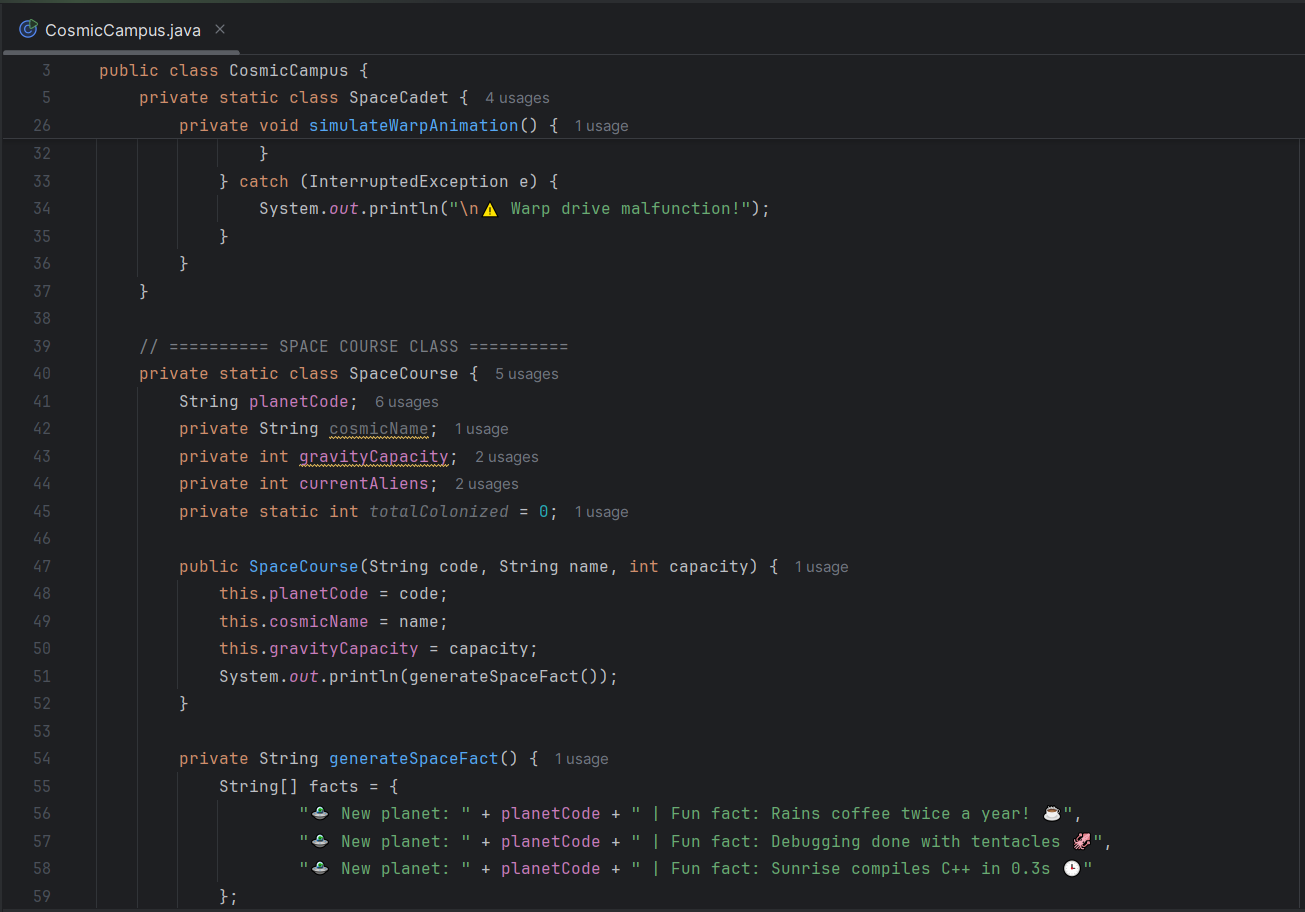 CosmicCampus.java
3 public class CosmicCampus {
5 private static class SpaceCadet { 4 usages
26 private void simulateWarpAnimation() { 1 usage
32 }
33 } catch (InterruptedException e) {
34 System.out.println("\n⚠️ Warp drive malfunction!");
35 }
36 }
37 }
38
39 // ========== SPACE COURSE CLASS ==========
40 private static class SpaceCourse { 5 usages
41 String planetCode; 6 usages
42 private String cosmicName; 1 usage
43 private int gravityCapacity; 2 usages
44 private int currentAliens; 2 usages
45 private static int totalColonized = 0; 1 usage
46
47 public SpaceCourse(String code, String name, int capacity) { 1 usage
48 this.planetCode = code;
49 this.cosmicName = name;
50 this.gravityCapacity = capacity;
51 System.out.println(generateSpaceFact());
52 }
53
54 private String generateSpaceFact() { 1 usage
55 String[] facts = {
56 "🛸 New planet: " + planetCode + " | Fun fact: Rains coffee twice a year! ☕",
57 "🛸 New planet: " + planetCode + " | Fun fact: Debugging done with tentacles 🦑",
58 "🛸 New planet: " + planetCode + " | Fun fact: Sunrise compiles C++ in 0.3s 🕒"
59 };